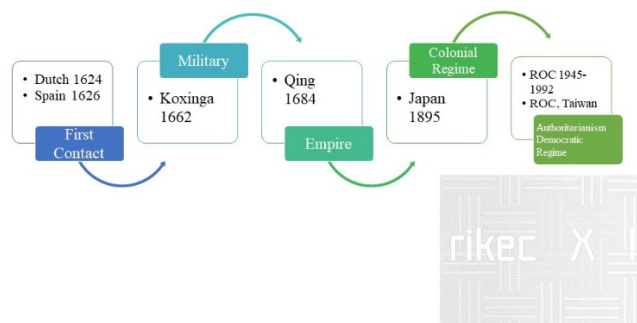 • Dutch 1624
• Spain 1626
First
Contact
Military
• Koxinga
1662
• Qing
1684
Empire
Colonial
Regime
• Japan
1895
• ROC 1945-
1992
• ROC, Taiwan
Authoritarianism
Democratic
Regime
rikec X